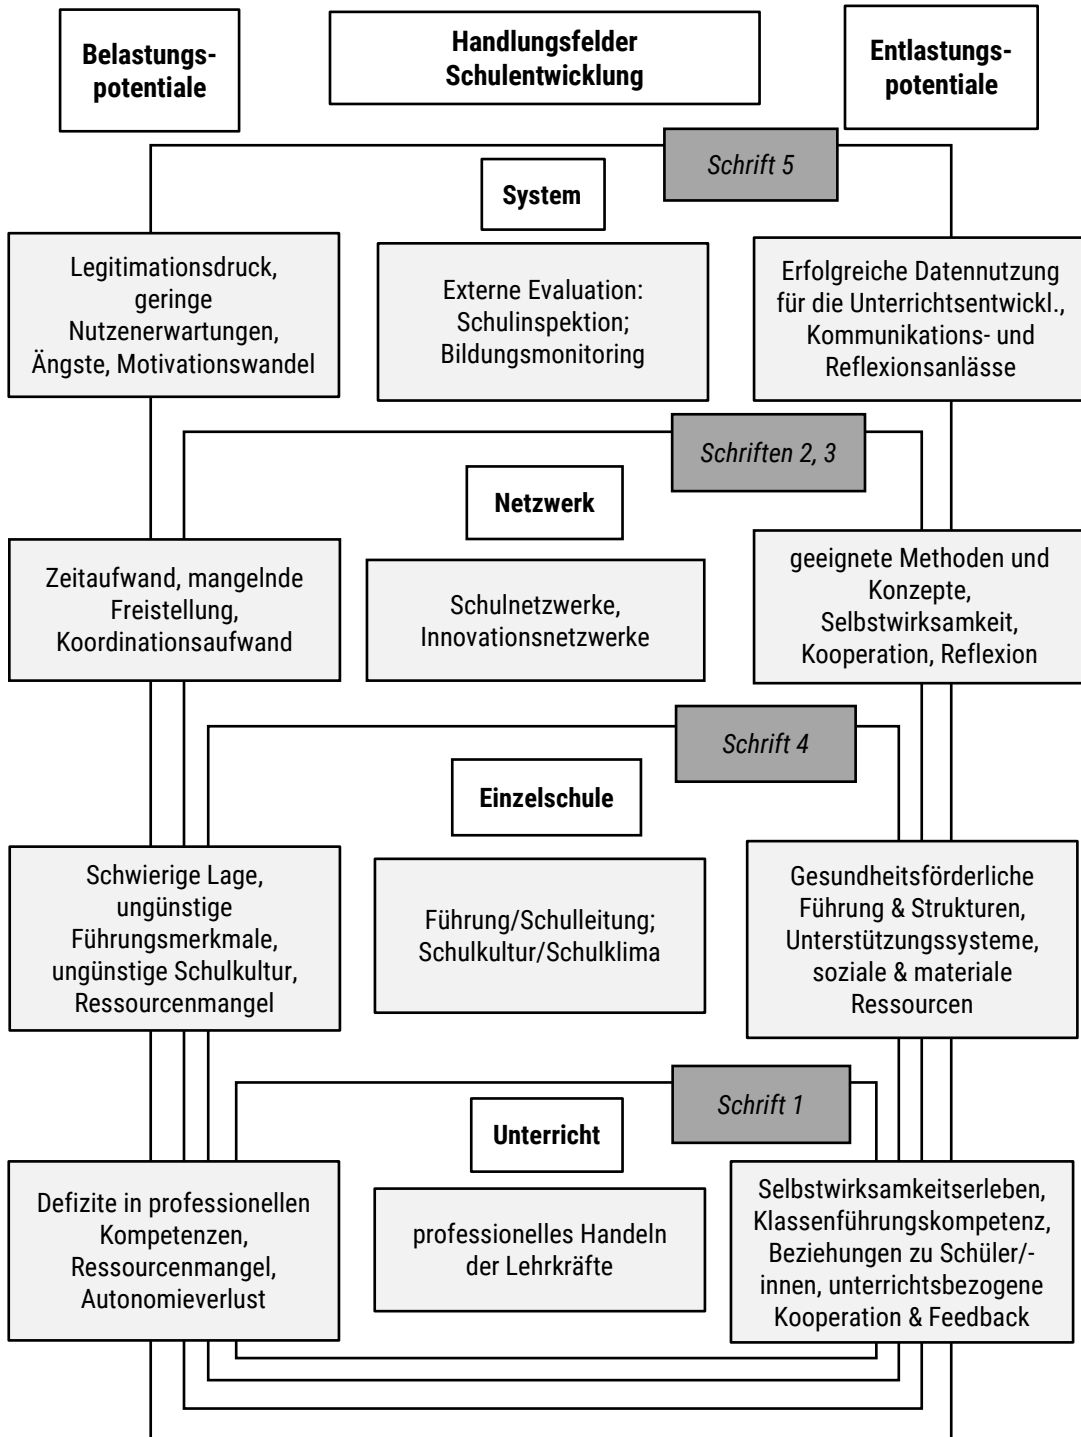 Belastungs-
potentiale
Handlungsfelder
Schulentwicklung
Entlastungs-
potentiale
Schrift 5
System
Legitimationsdruck,
geringe
Nutzenerwartungen,
Ängste, Motivationswandel
Externe Evaluation:
Schulinspektion;
Bildungsmonitoring
Erfolgreiche Datennutzung
für die Unterrichtsentwickl.,
Kommunikations- und
Reflexionsanlässe
Schriften 2, 3
Netzwerk
Zeitaufwand, mangelnde
Freistellung,
Koordinationsaufwand
Schulnetzwerke,
Innovationsnetzwerke
geeignete Methoden und
Konzepte,
Selbstwirksamkeit,
Kooperation, Reflexion
Schrift 4
Einzelschule
Schwierige Lage,
ungünstige
Führungsmerkmale,
ungünstige Schulkultur,
Ressourcenmangel
Führung/Schulleitung;
Schulkultur/Schulklima
Gesundheitsförderliche
Führung & Strukturen,
Unterstützungssysteme,
soziale & materiale
Ressourcen
Schrift 1
Unterricht
Defizite in professionellen
Kompetenzen,
Ressourcenmangel,
Autonomieverlust
professionelles Handeln
der Lehrkräfte
Selbstwirksamkeitserleben,
Klassenführungskompetenz,
Beziehungen zu Schüler/-
innen, unterrichtsbezogene
Kooperation & Feedback